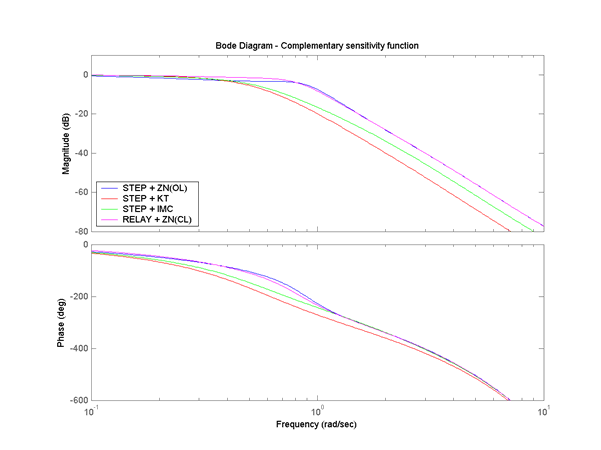 Bode Diagram - Complementary sensitivity function
Magnitude (dB)
0
-20
-40
-60
-80
STEP + ZN(OL)
STEP + KT
STEP + IMC
RELAY + ZN(CL)
Phase (deg)
0
-200
-400
-600
10^-1
10^0
10^1
Frequency (rad/sec)